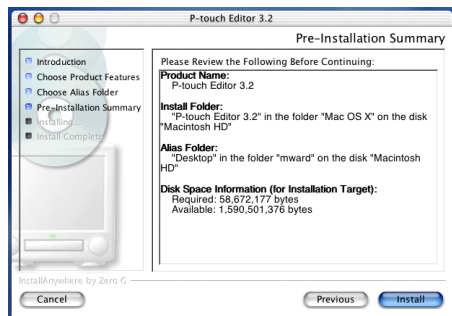 P-touch Editor 3.2
Pre-Installation Summary
Introduction
Choose Product Features
Choose Alias Folder
Pre-Installation Summary
Installing...
Install Complete
Please Review the Following Before Continuing:
Product Name:
P-touch Editor 3.2
Install Folder:
"P-touch Editor 3.2" in the folder "Mac OS X" on the disk
"Macintosh HD"
Alias Folder:
"Desktop" in the folder "mward" on the disk "Macintosh
HD"
Disk Space Information (for Installation Target):
Required: 58,672,177 bytes
Available: 1,590,501,376 bytes
InstallAnywhere by Zero G
Cancel
Previous
Install